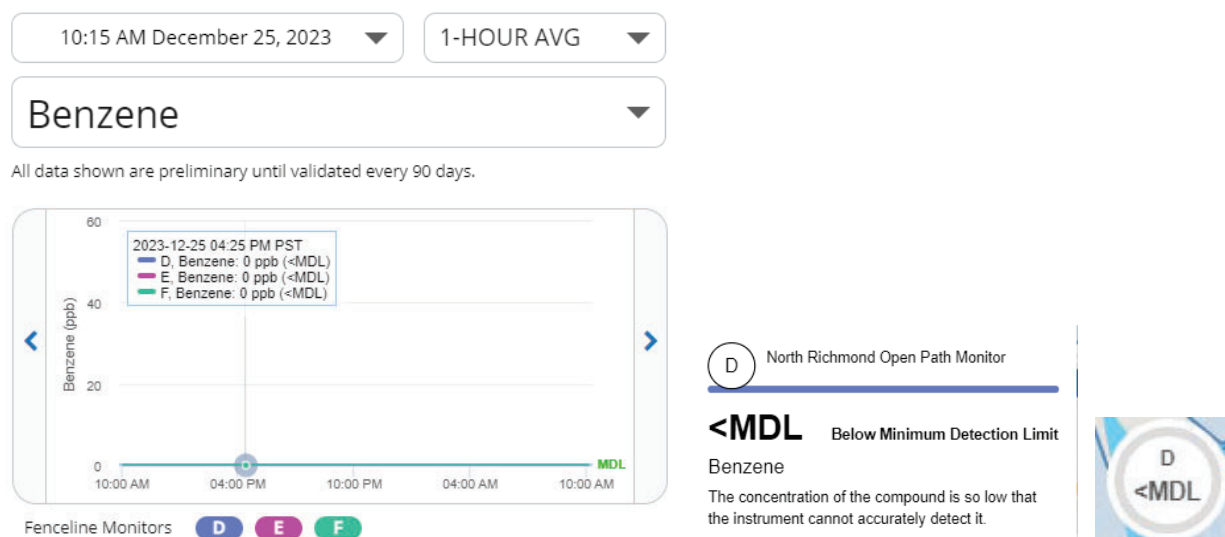 10:15 AM December 25, 2023
1-HOUR AVG
Benzene
All data shown are preliminary until validated every 90 days.
60
40
20
0
Benzene (ppb)
2023-12-25 04:25 PM PST
D, Benzene: 0 ppb (<MDL)
E, Benzene: 0 ppb (<MDL)
F, Benzene: 0 ppb (<MDL)
MDL
10:00 AM
04:00 PM
10:00 PM
04:00 AM
10:00 AM
Fenceline Monitors D E F
D North Richmond Open Path Monitor
<MDL Below Minimum Detection Limit
Benzene
The concentration of the compound is so low that
the instrument cannot accurately detect it.
D
<MDL